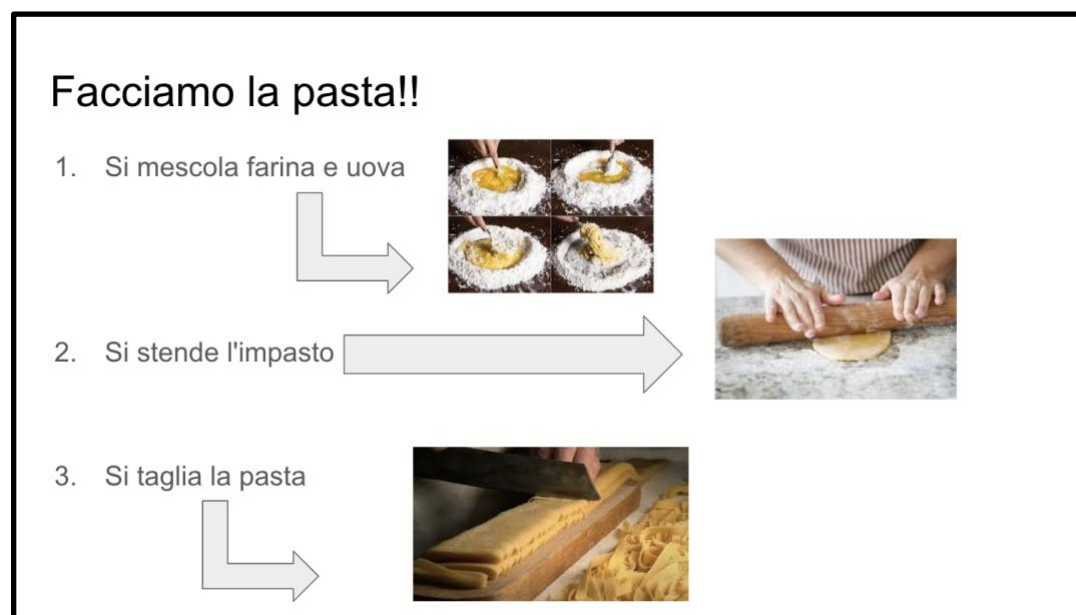 Facciamo la pasta!!
1. Si mescola farina e uova
2. Si stende l'impasto
3. Si taglia la pasta